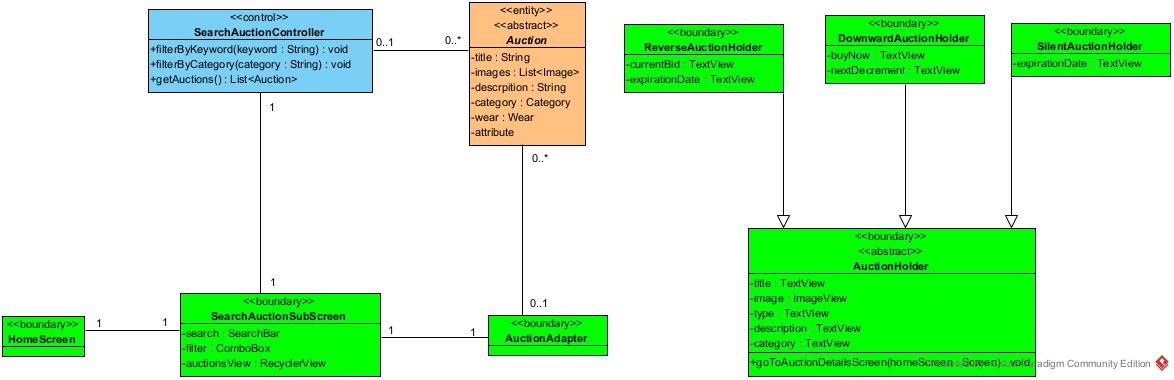 <<control>>
SearchAuctionController
+filterByKeyword(keyword : String) : void
+filterByCategory(category : String) : void
+getAuctions() : List<Auction>
0..1
0..*
<<entity>>
<<abstract>>
Auction
-title : String
-images : List<Image>
-descrpition : String
-category : Category
-wear : Wear
-attribute
<<boundary>>
ReverseAuctionHolder
-currentBid : TextView
-expirationDate : TextView
<<boundary>>
DownwardAuctionHolder
-buyNow : TextView
-nextDecrement : TextView
<<boundary>>
SilentAuctionHolder
-expirationDate : TextView
1
0..*
1
0..1
<<boundary>>
HomeScreen
1
1
<<boundary>>
SearchAuctionSubScreen
-search : SearchBar
-filter : ComboBox
-auctionsView : RecyclerView
1
1
<<boundary>>
AuctionAdapter
<<boundary>>
<<abstract>>
AuctionHolder
-title : TextView
-image : ImageView
-type : TextView
-description : TextView
-category : TextView
+goToAuctionDetailsScreen(homeScreen : Screen) : void
Paradigm Community Edition